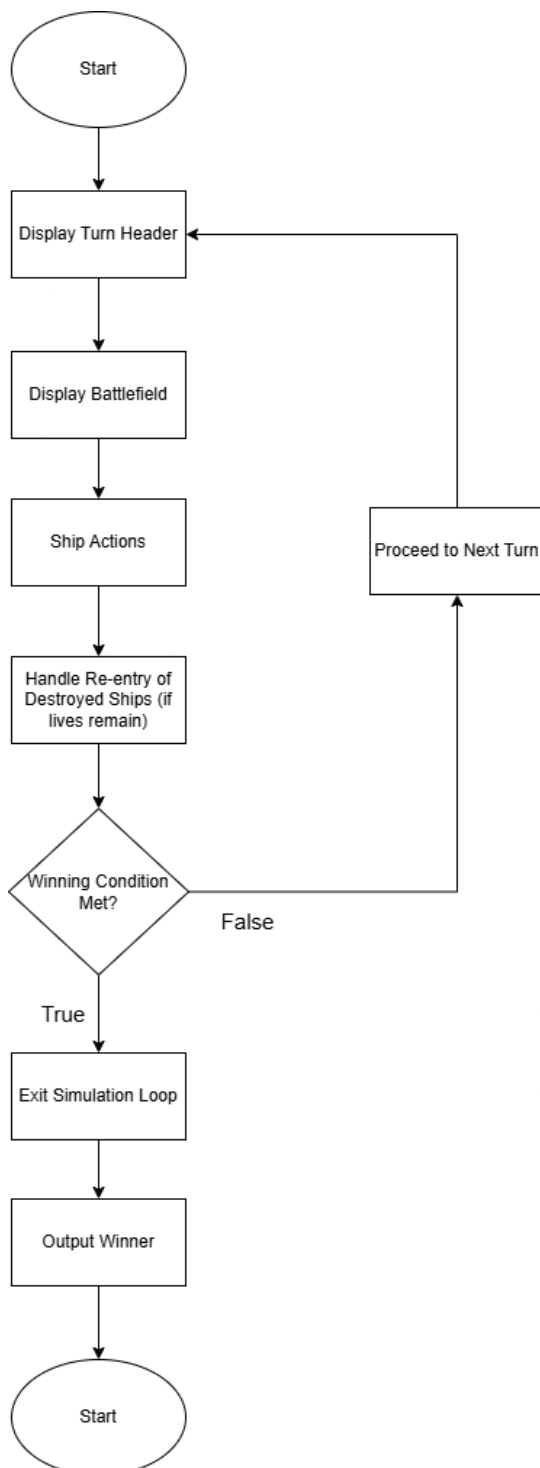 Start
Display Turn Header
Display Battlefield
Ship Actions
Proceed to Next Turn
Handle Re-entry of
Destroyed Ships (if
lives remain)
Winning Condition
Met?
False
True
Exit Simulation Loop
Output Winner
Start